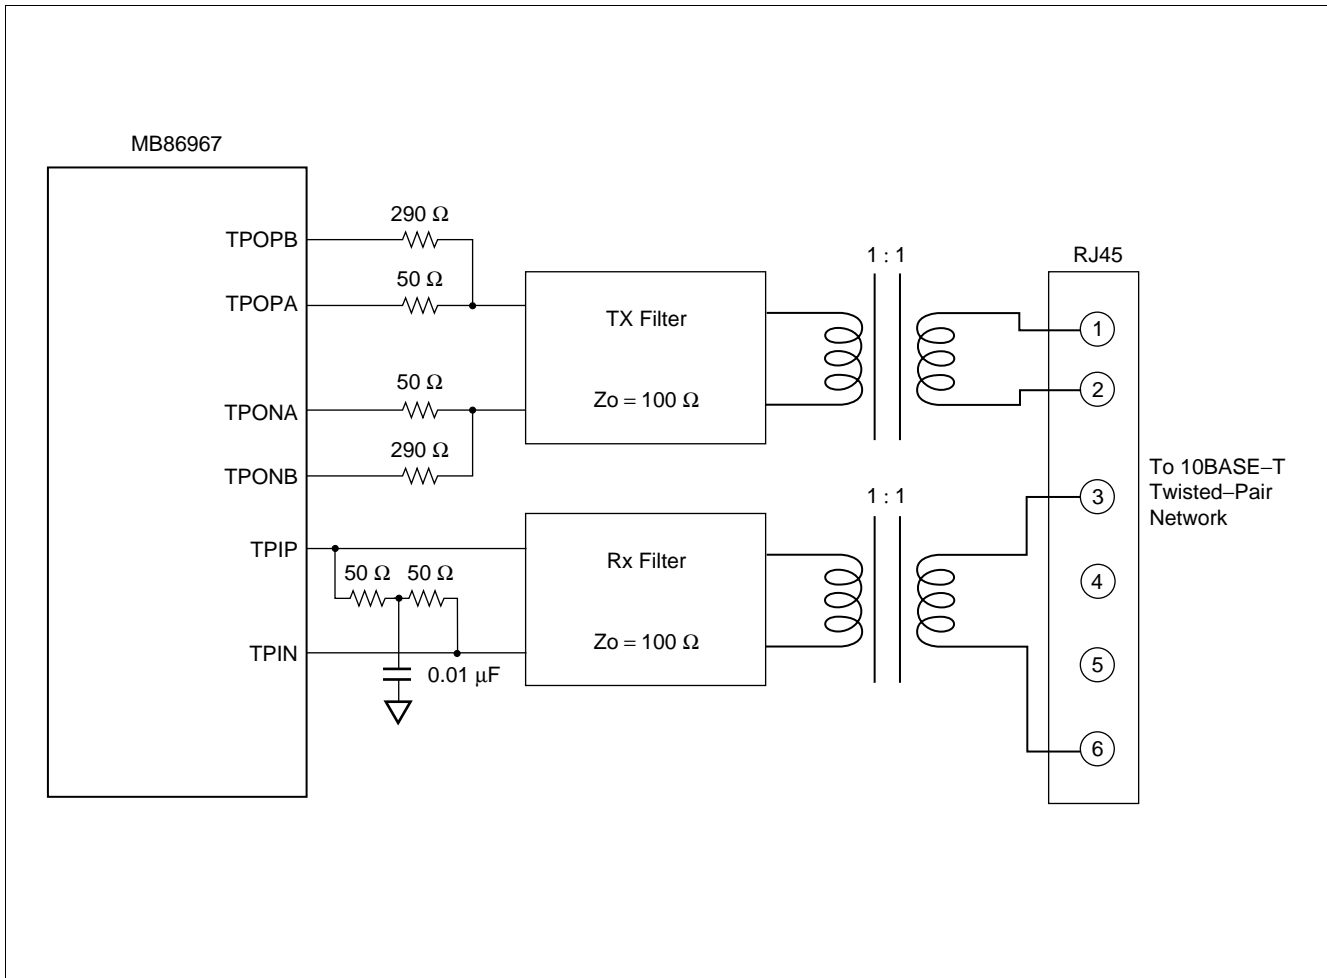 MB86967
TPOPB
290 Ω
TPOPA
50 Ω
TPONA
50 Ω
TPONB
290 Ω
TPIP
50 Ω 50 Ω
TPIN
0.01 μF
TX Filter
Zo = 100 Ω
Rx Filter
Zo = 100 Ω
1 : 1
1 : 1
RJ45
1
2
3
4
5
6
To 10BASE–T
Twisted–Pair
Network